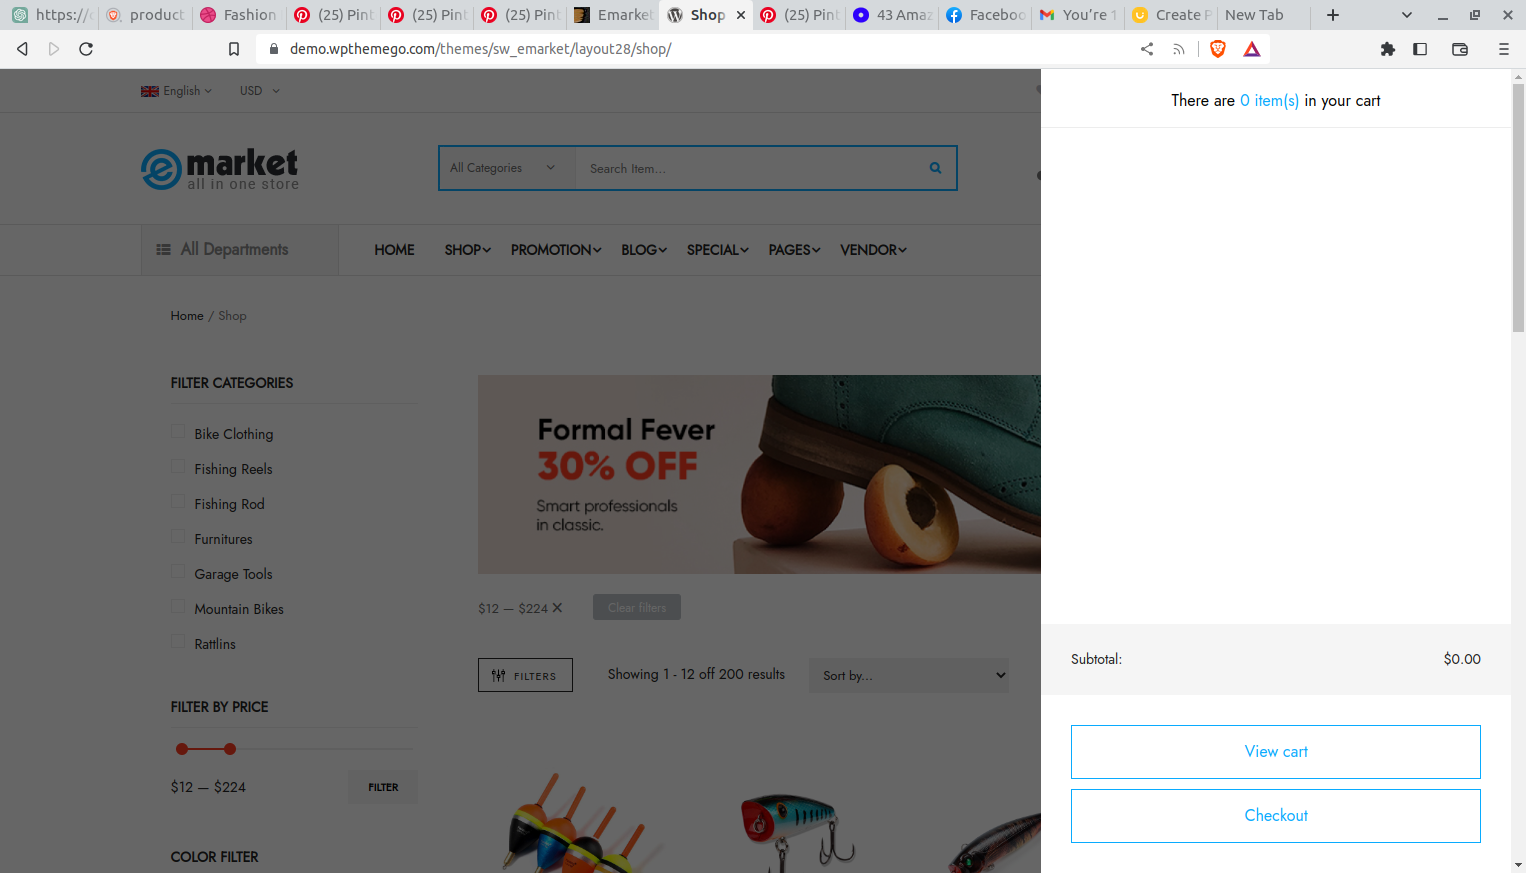 https://c
product
Fashion
(25) Pint
(25) Pint
(25) Pint
Emarket
Shop
(25) Pint
43 Amaz
Faceboo
You're 1
Create P
New Tab
demo.wpthemego.com/themes/sw_emarket/layout28/shop/
English
USD
There are 0 item(s) in your cart
e market
all in one store
All Categories
Search Item...
All Departments
HOME
SHOP
PROMOTION
BLOG
SPECIAL
PAGES
VENDOR
Home / Shop
FILTER CATEGORIES
Bike Clothing
Fishing Reels
Fishing Rod
Furnitures
Garage Tools
Mountain Bikes
Rattlins
FILTER BY PRICE
$12 — $224
FILTER
COLOR FILTER
Formal Fever
30% OFF
Smart professionals
in classic.
$12 — $224
Clear filters
FILTERS
Showing 1 - 12 off 200 results
Sort by...
Subtotal:
$0.00
View cart
Checkout